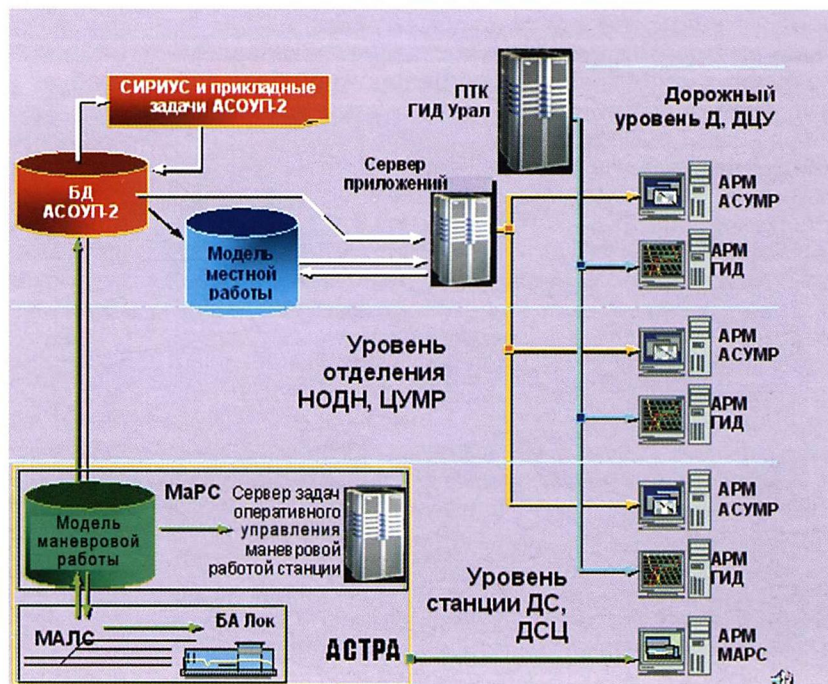 СИРИУС и прикладные
задачи АСОУП-2
ПТК
ГИД Урал
Дорожный
уровень Д, ДЦУ
БД
АСОУП-2
Сервер
приложений
АРМ
АСУМР
Модель
местной
работы
АРМ
ГИД
Уровень
отделения
НОДН, ЦУМР
АРМ
АСУМР
АРМ
ГИД
МаРС
Сервер задач
оперативного
управления
маневровой
работой станции
Модель
маневровой
работы
АРМ
АСУМР
АРМ
ГИД
Уровень
станции ДС,
ДСЦ
МАЛС
БА Лок
АСТРА
АРМ
МАРС